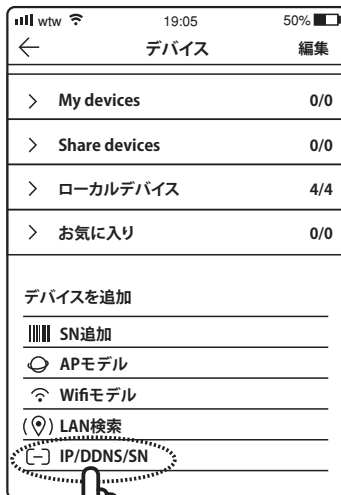 wtw 19:05 50%
デバイス 編集
My devices 0/0
Share devices 0/0
ローカルデバイス 4/4
お気に入り 0/0
デバイスを追加
SN追加
APモデル
Wifiモデル
LAN検索
IP/DDNS/SN